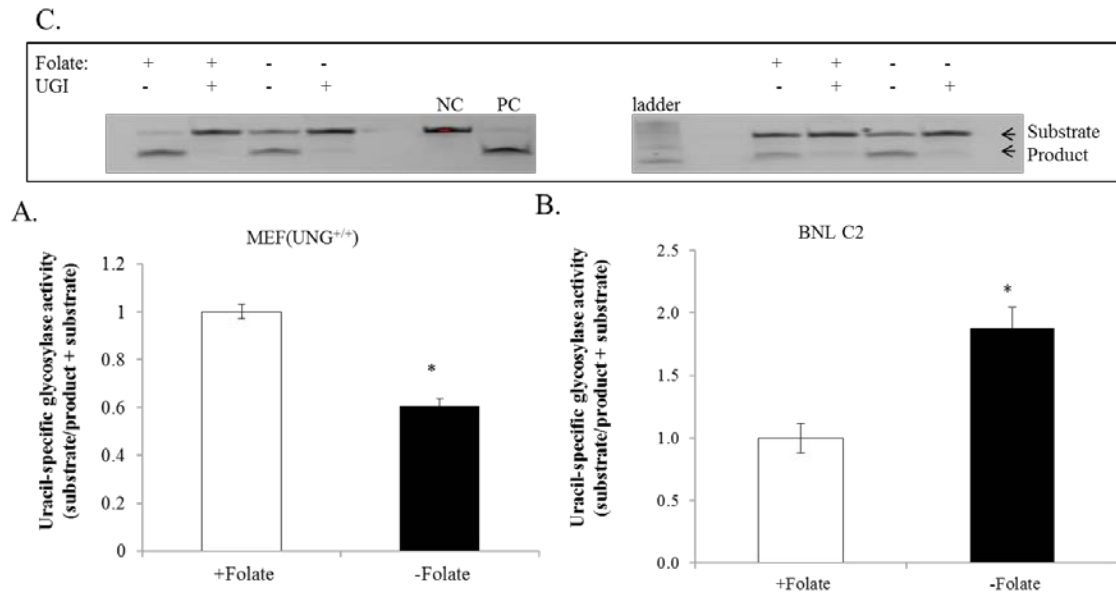 C.
Folate: + + - - + + - -
UGI - + - + NC PC ladder - + - +
Substrate
Product
A.
MEF(UNG+/+)
Uracil-specific glycosylase activity
(substrate/product + substrate)
1.2
1
0.8
0.6
0.4
0.2
0
*
+Folate -Folate
B.
BNL C2
Uracil-specific glycosylase activity
(substrate/product + substrate)
2.5
2.0
1.5
1.0
0.5
0.0
*
+Folate -Folate